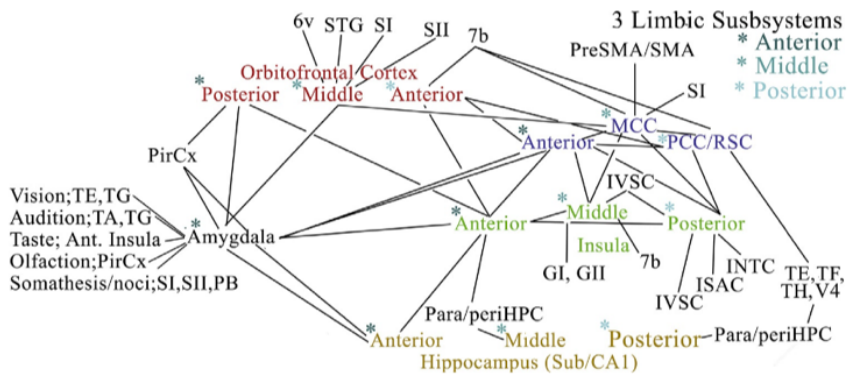 3 Limbic Susbsystems
* Anterior
* Middle
* Posterior
6v STG SI SII 7b
PreSMA/SMA
SI
Orbitofrontal Cortex
* Posterior * Middle * Anterior
* MCC
* Anterior * PCC/RSC
PirCx
IVSC
Vision;TE,TG
Audition;TA,TG
Taste; Ant. Insula
Olfaction;PirCx
Somathesis/noci;SI,SII,PB
* Amygdala
* Anterior * Middle * Posterior
Insula
GI, GII
7b
IVSC
ISAC
INTC
TE,TF,
TH,V4
Para/periHPC
Para/periHPC
* Anterior * Middle * Posterior
Hippocampus (Sub/CA1)